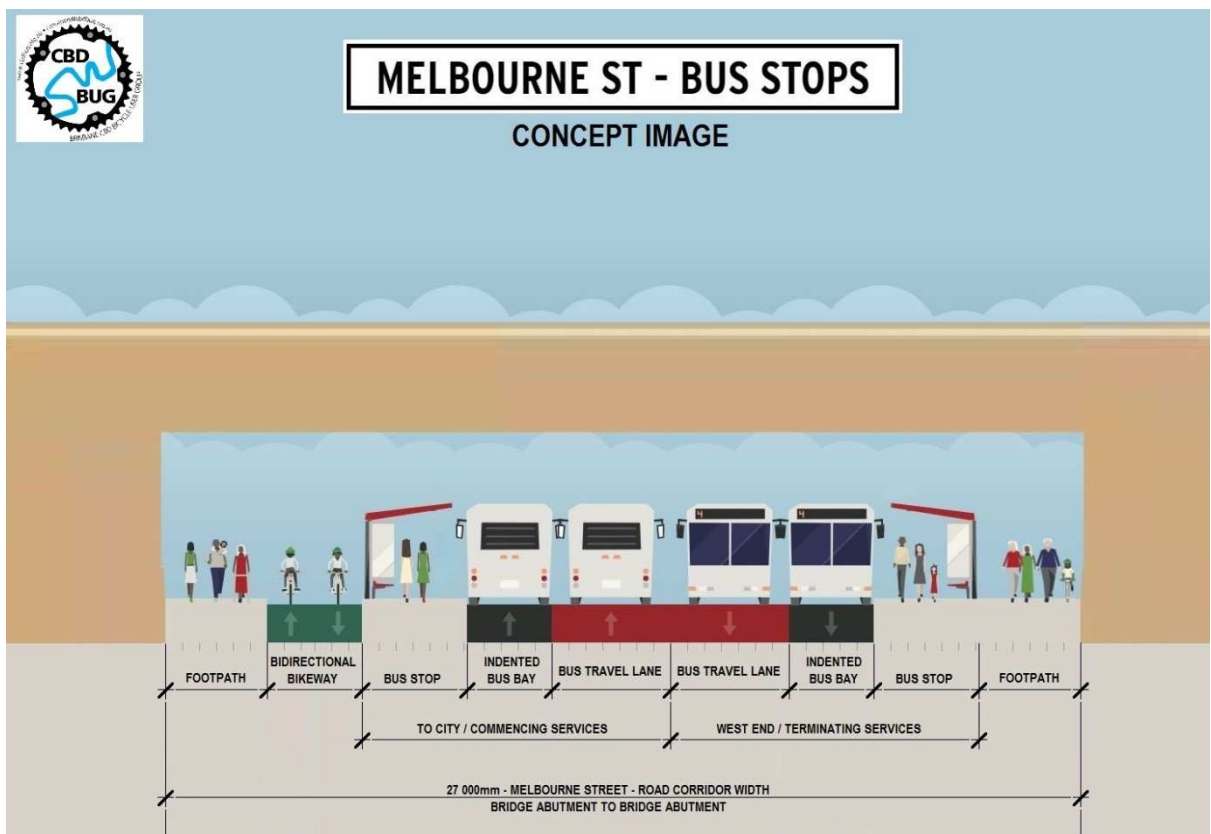 CBD
BUG
BRISBANE CBD BICYCLE USER GROUP
MELBOURNE ST - BUS STOPS
CONCEPT IMAGE
4
4
FOOTPATH
BIDIRECTIONAL
BIKEWAY
BUS STOP
INDENTED
BUS BAY
BUS TRAVEL LANE
BUS TRAVEL LANE
INDENTED
BUS BAY
BUS STOP
FOOTPATH
TO CITY / COMMENCING SERVICES
WEST END / TERMINATING SERVICES
27 000mm - MELBOURNE STREET - ROAD CORRIDOR WIDTH
BRIDGE ABUTMENT TO BRIDGE ABUTMENT